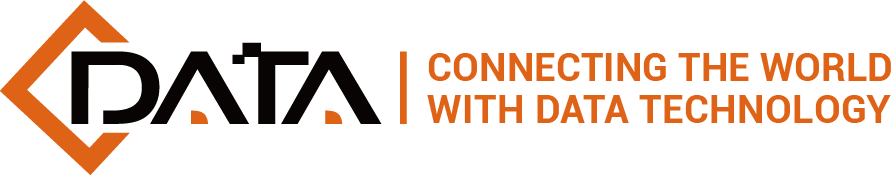 DATA
CONNECTING THE WORLD
WITH DATA TECHNOLOGY